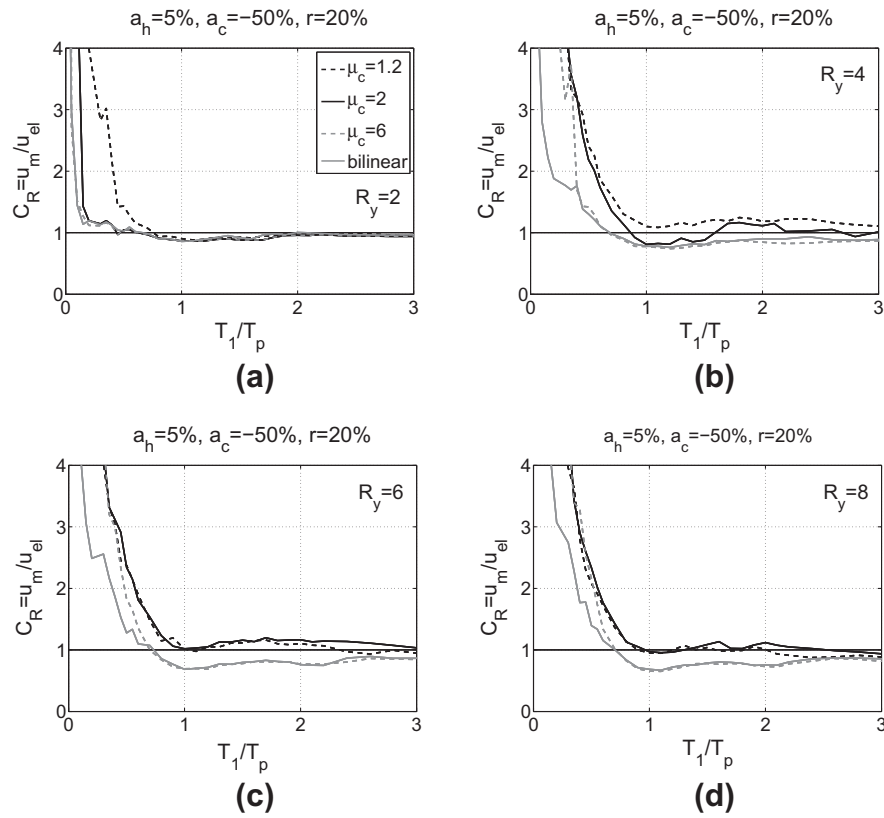 a_h=5%, a_c=−50%, r=20%
4
3
2
1
0
C_R=u_m/u_el
μ_c=1.2
μ_c=2
μ_c=6
bilinear
R_y=2
0 1 2 3
T_1/T_p
(a)
a_h=5%, a_c=−50%, r=20%
4
3
2
1
0
C_R=u_m/u_el
R_y=4
0 1 2 3
T_1/T_p
(b)
a_h=5%, a_c=−50%, r=20%
4
3
2
1
0
C_R=u_m/u_el
R_y=6
0 1 2 3
T_1/T_p
(c)
a_h=5%, a_c=−50%, r=20%
4
3
2
1
0
C_R=u_m/u_el
R_y=8
0 1 2 3
T_1/T_p
(d)